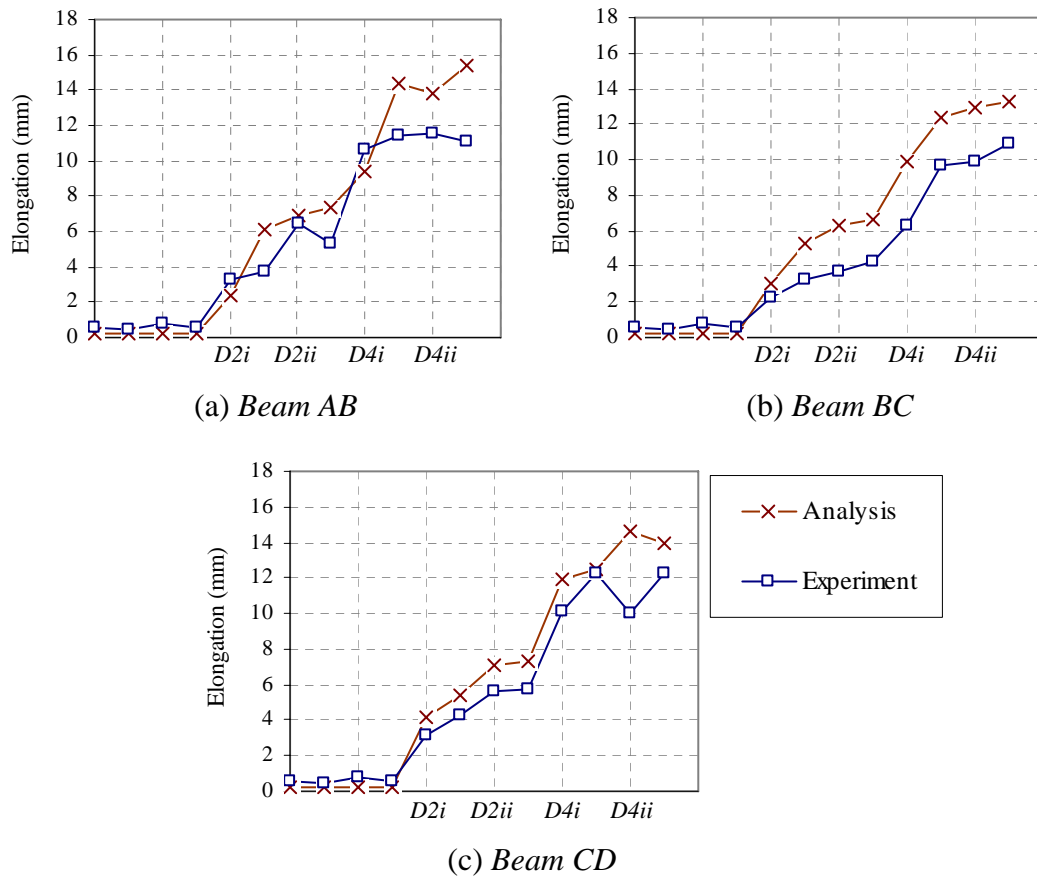 18
16
14
12
10
8
6
4
2
0
Elongation (mm)
D2i D2ii D4i D4ii
(a) Beam AB
18
16
14
12
10
8
6
4
2
0
Elongation (mm)
D2i D2ii D4i D4ii
(b) Beam BC
18
16
14
12
10
8
6
4
2
0
Elongation (mm)
D2i D2ii D4i D4ii
(c) Beam CD
Analysis
Experiment